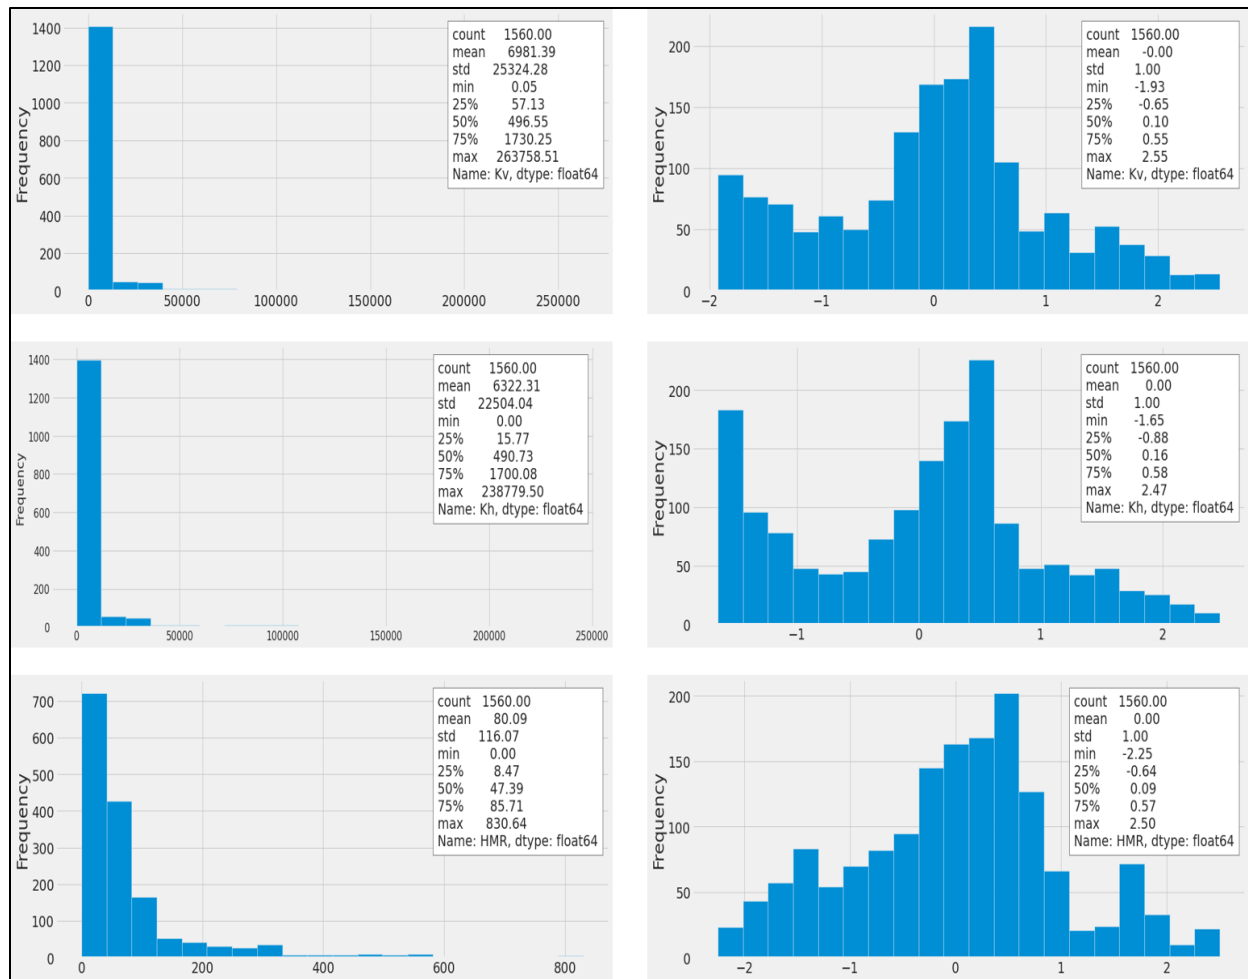 1400
1200
1000
800
600
400
200
0
Frequency
0 50000 100000 150000 200000 250000
count 1560.00
mean 6981.39
std 25324.28
min 0.05
25% 57.13
50% 496.55
75% 1730.25
max 263758.51
Name: Kv, dtype: float64
200
150
100
50
0
Frequency
−2 −1 0 1 2
count 1560.00
mean -0.00
std 1.00
min -1.93
25% -0.65
50% 0.10
75% 0.55
max 2.55
Name: Kv, dtype: float64
1400
1200
1000
800
600
400
200
0
Frequency
0 50000 100000 150000 200000 250000
count 1560.00
mean 6322.31
std 22504.04
min 0.00
25% 15.77
50% 490.73
75% 1700.08
max 238779.50
Name: Kh, dtype: float64
200
150
100
50
0
Frequency
−1 0 1 2
count 1560.00
mean 0.00
std 1.00
min -1.65
25% -0.88
50% 0.16
75% 0.58
max 2.47
Name: Kh, dtype: float64
700
600
500
400
300
200
100
0
Frequency
0 200 400 600 800
count 1560.00
mean 80.09
std 116.07
min 0.00
25% 8.47
50% 47.39
75% 85.71
max 830.64
Name: HMR, dtype: float64
200
150
100
50
0
Frequency
−2 −1 0 1 2
count 1560.00
mean 0.00
std 1.00
min -2.25
25% -0.64
50% 0.09
75% 0.57
max 2.50
Name: HMR, dtype: float64